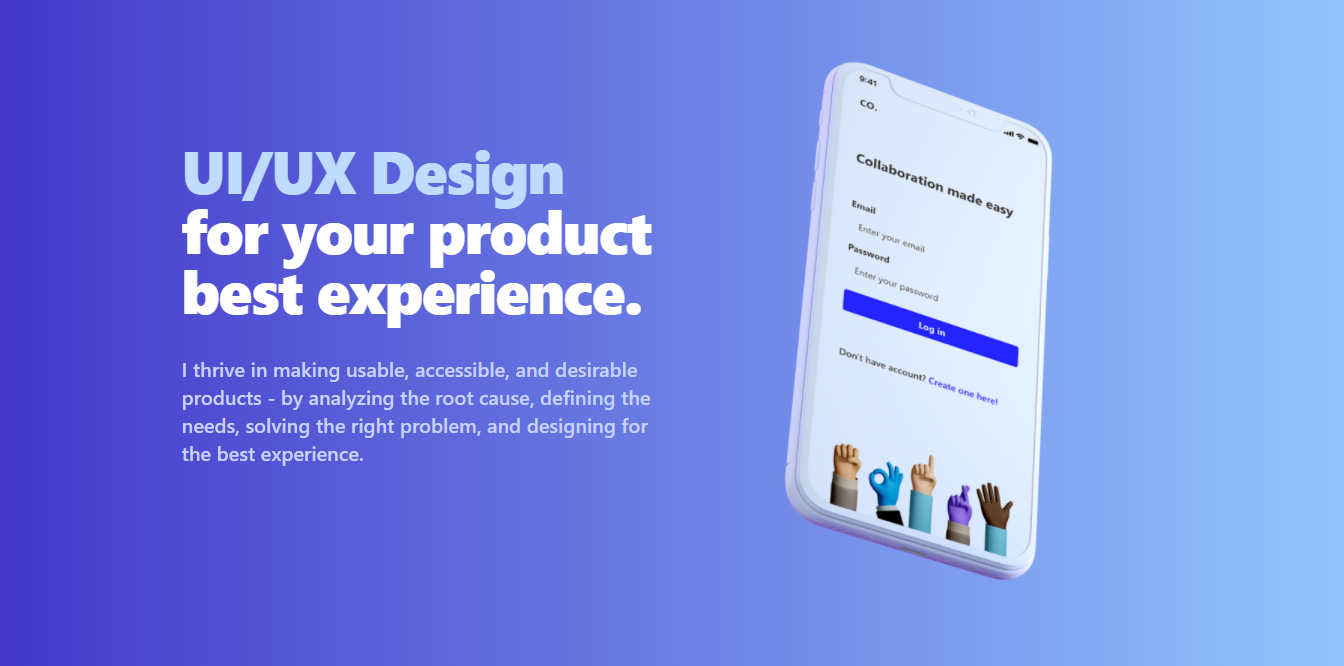 UI/UX Design
for your product
best experience.
I thrive in making usable, accessible, and desirable
products - by analyzing the root cause, defining the
needs, solving the right problem, and designing for
the best experience.
9:41
CO.
Collaboration made easy
Email
Enter your email
Password
Enter your password
Log in
Don't have account? Create one here!